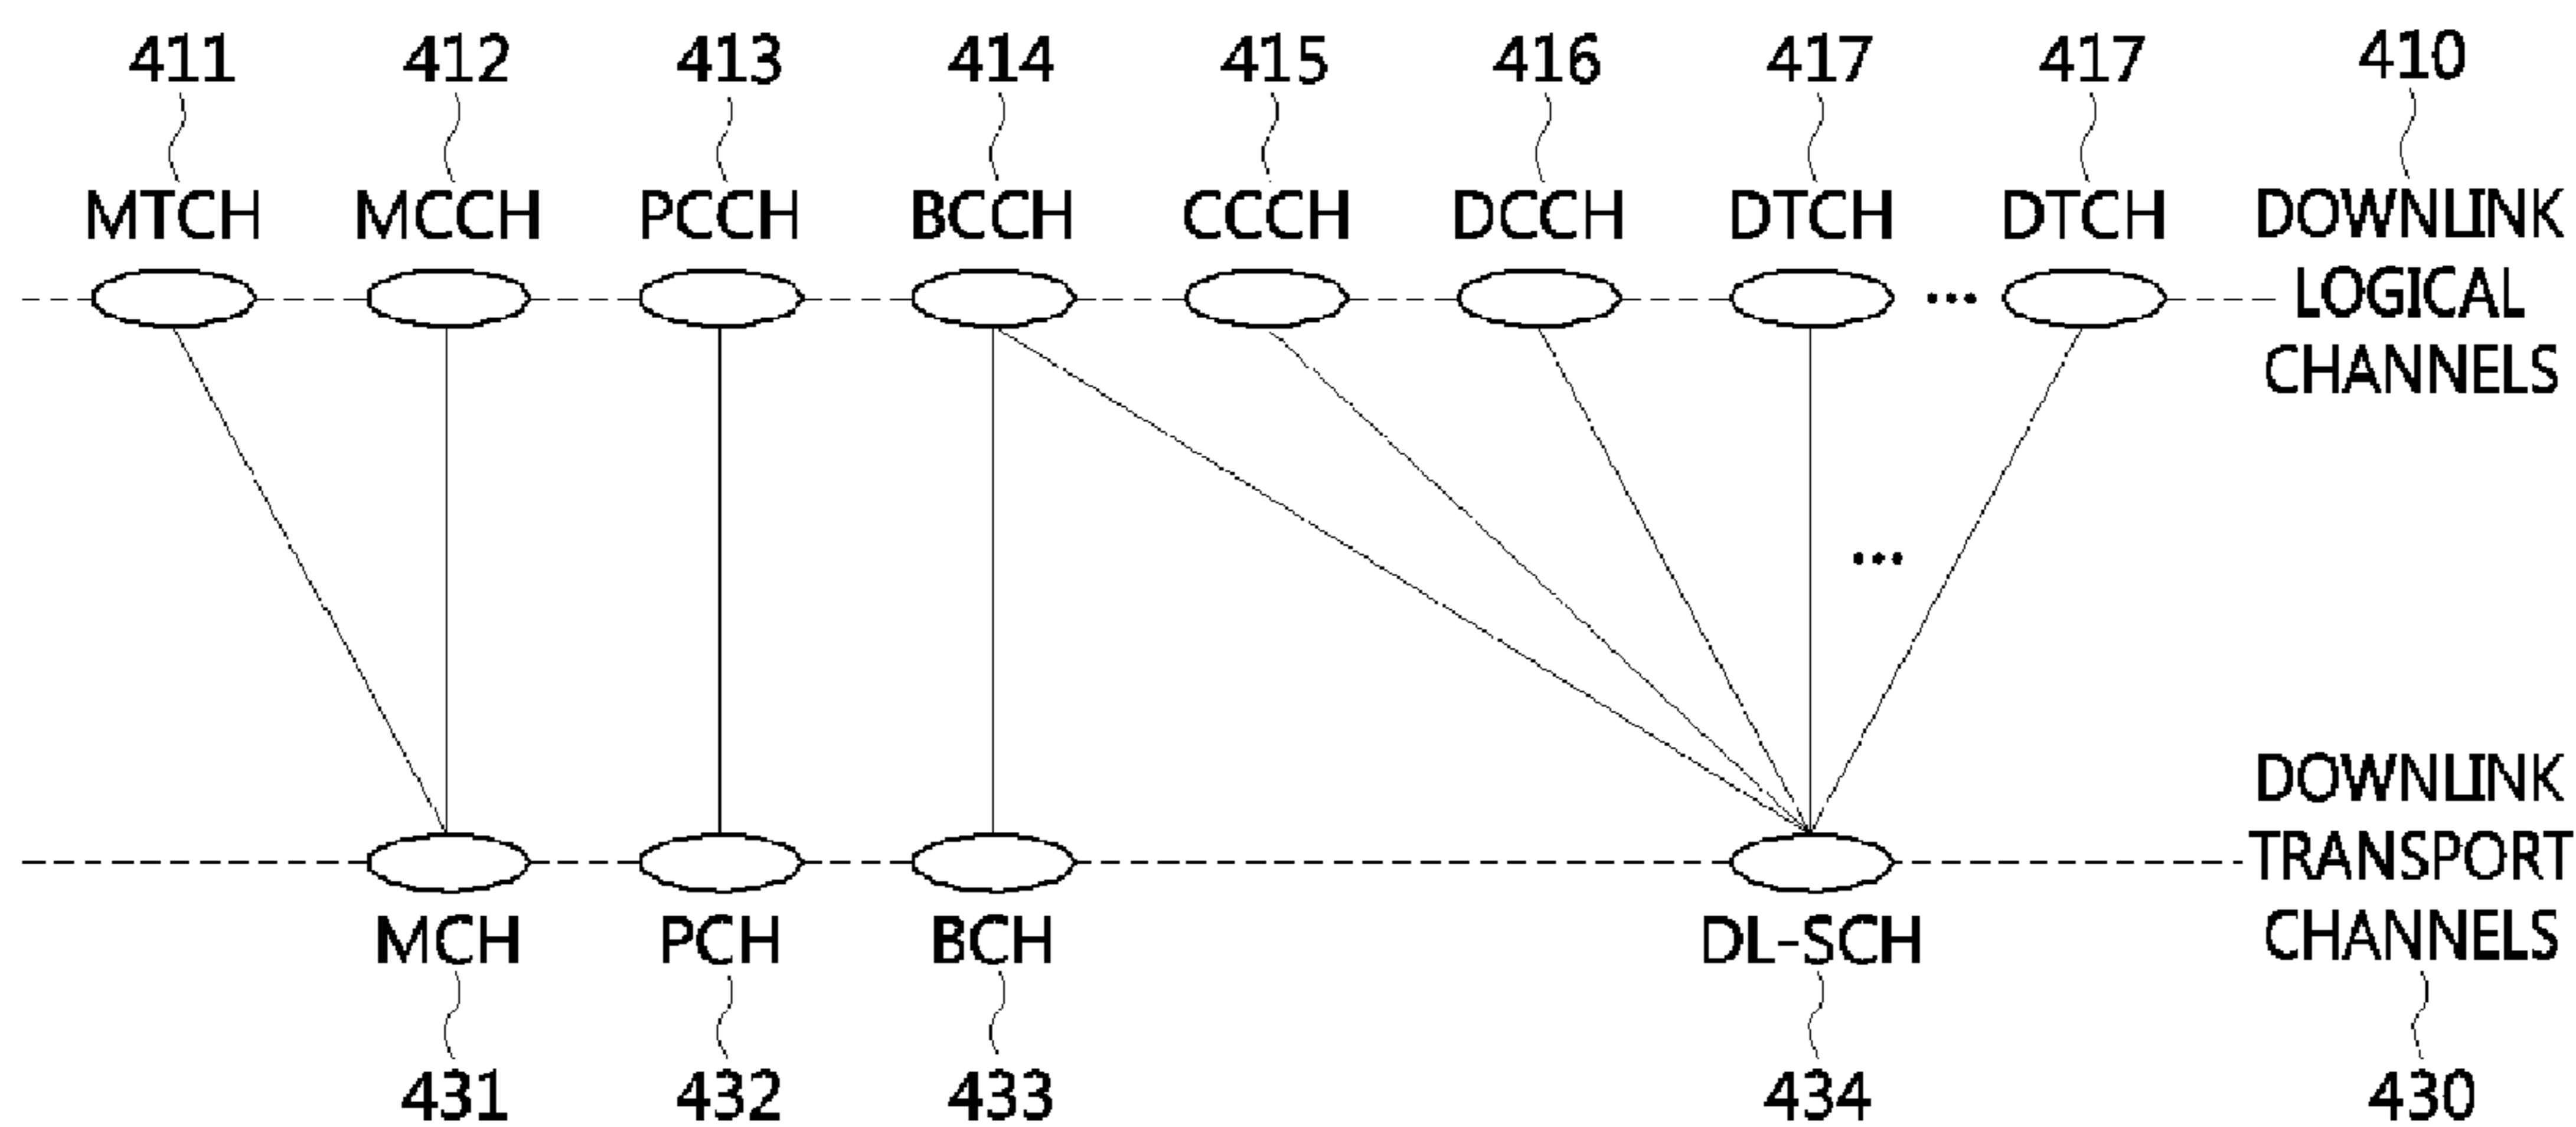 411 412 413 414 415 416 417 417 410
MTCH MCCH PCCH BCCH CCCH DCCH DTCH DTCH DOWNLINK
... LOGICAL
CHANNELS
...
DOWNLINK
TRANSPORT
MCH PCH BCH DL-SCH CHANNELS
431 432 433 434 430